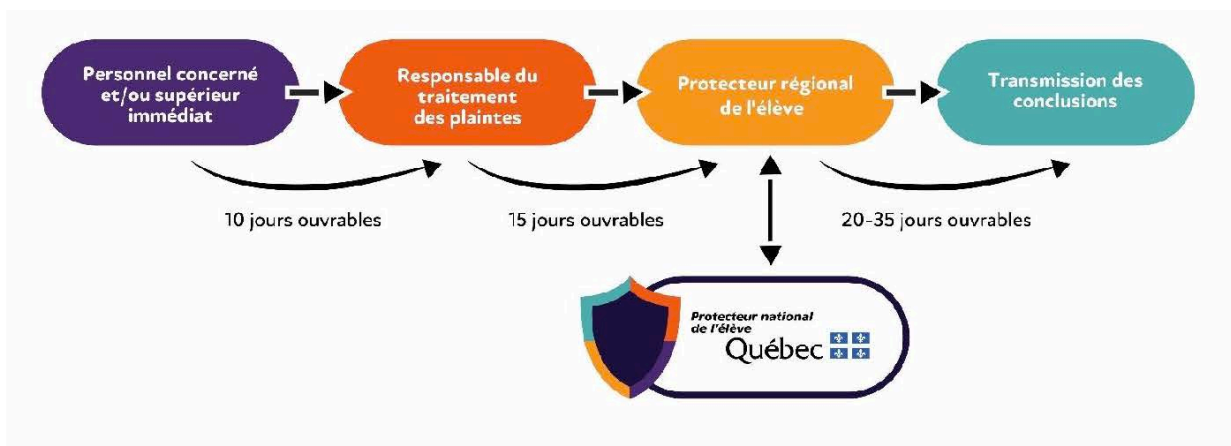 Personnel concerné
et/ou supérieur
immédiat
Responsable du
traitement
des plaintes
Protecteur régional
de l'élève
Transmission des
conclusions
10 jours ouvrables
15 jours ouvrables
20-35 jours ouvrables
Protecteur national
de l'élève
Québec